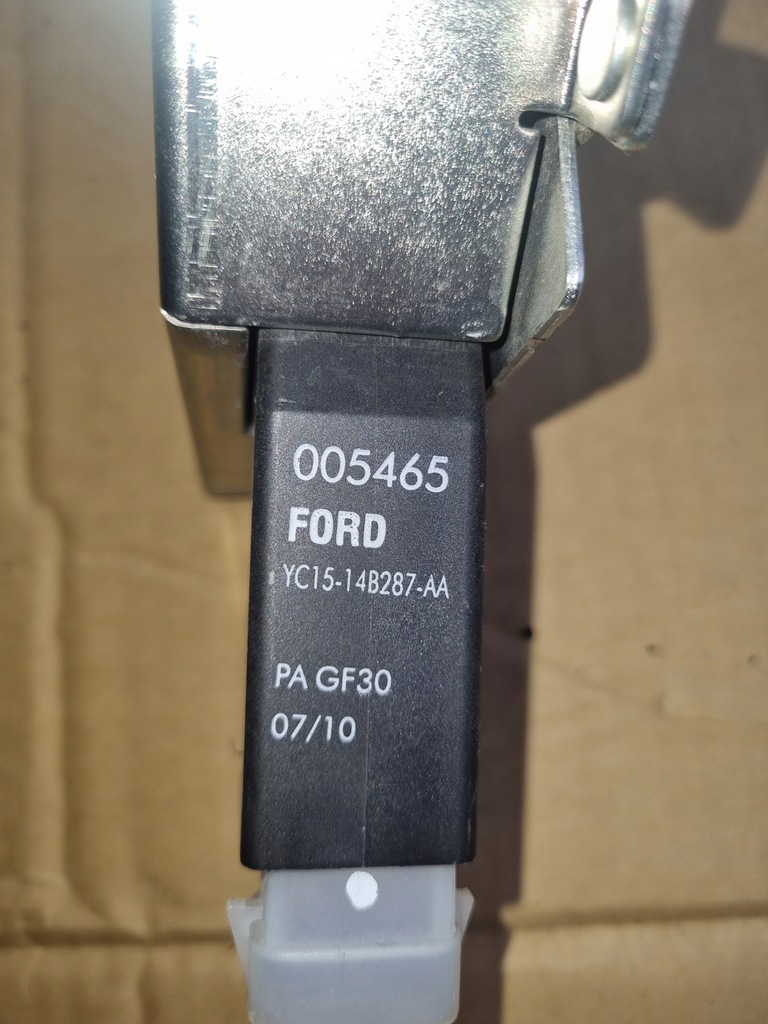 005465
FORD
YC15-14B287-AA
PA GF30
07/10